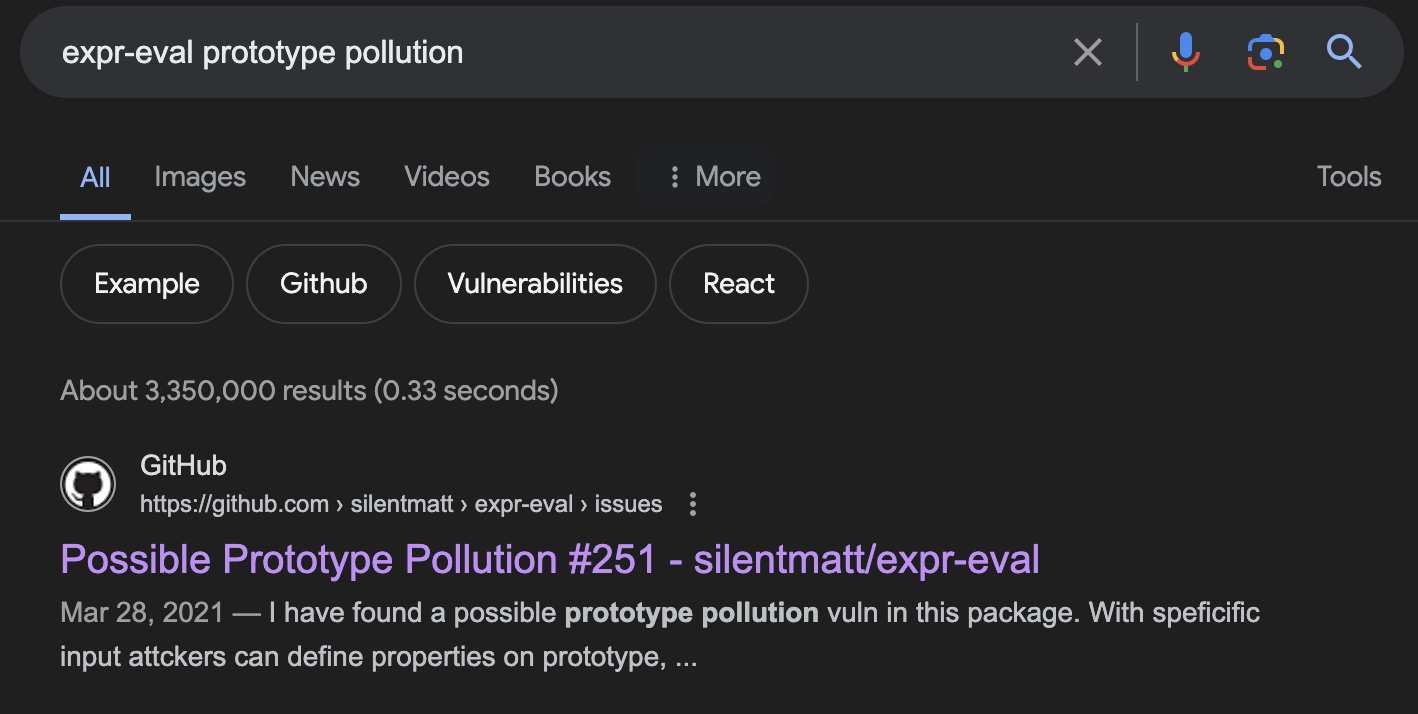 expr-eval prototype pollution
All Images News Videos Books More Tools
Example Github Vulnerabilities React
About 3,350,000 results (0.33 seconds)
GitHub
https://github.com › silentmatt › expr-eval › issues
Possible Prototype Pollution #251 - silentmatt/expr-eval
Mar 28, 2021 — I have found a possible prototype pollution vuln in this package. With speficific
input attckers can define properties on prototype, ...